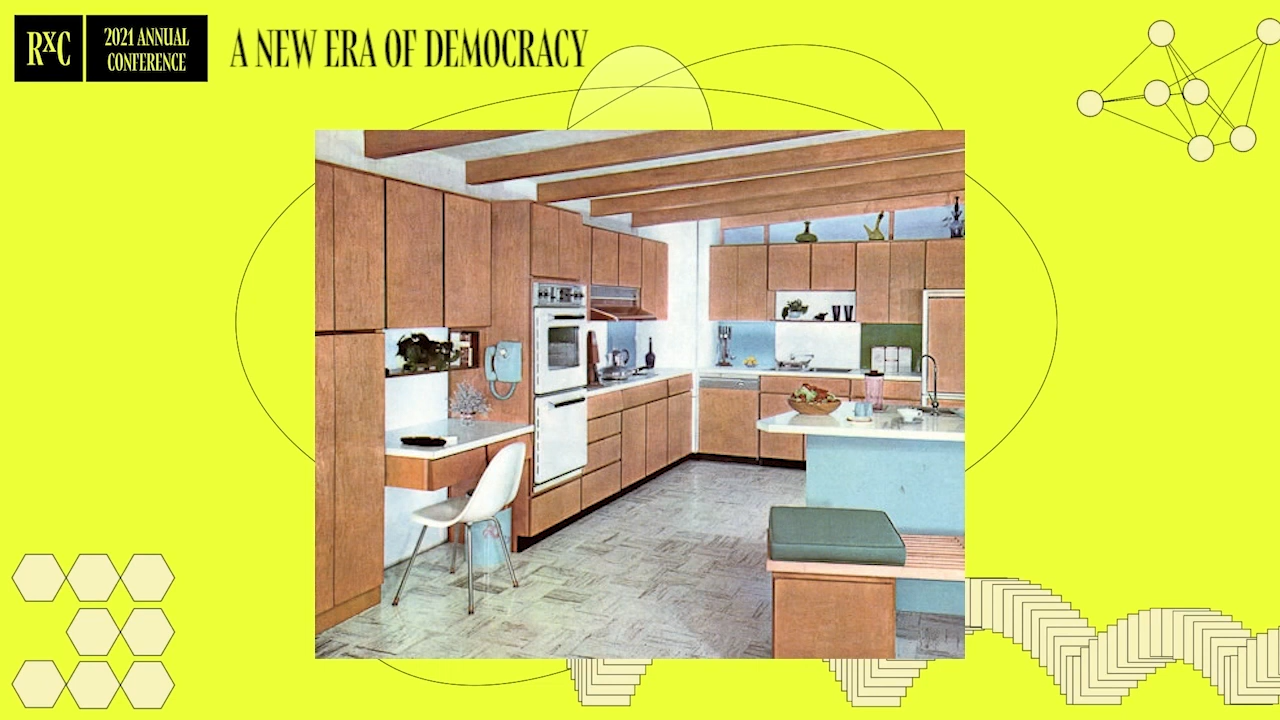 RxC
2021 ANNUAL
CONFERENCE
A NEW ERA OF DEMOCRACY